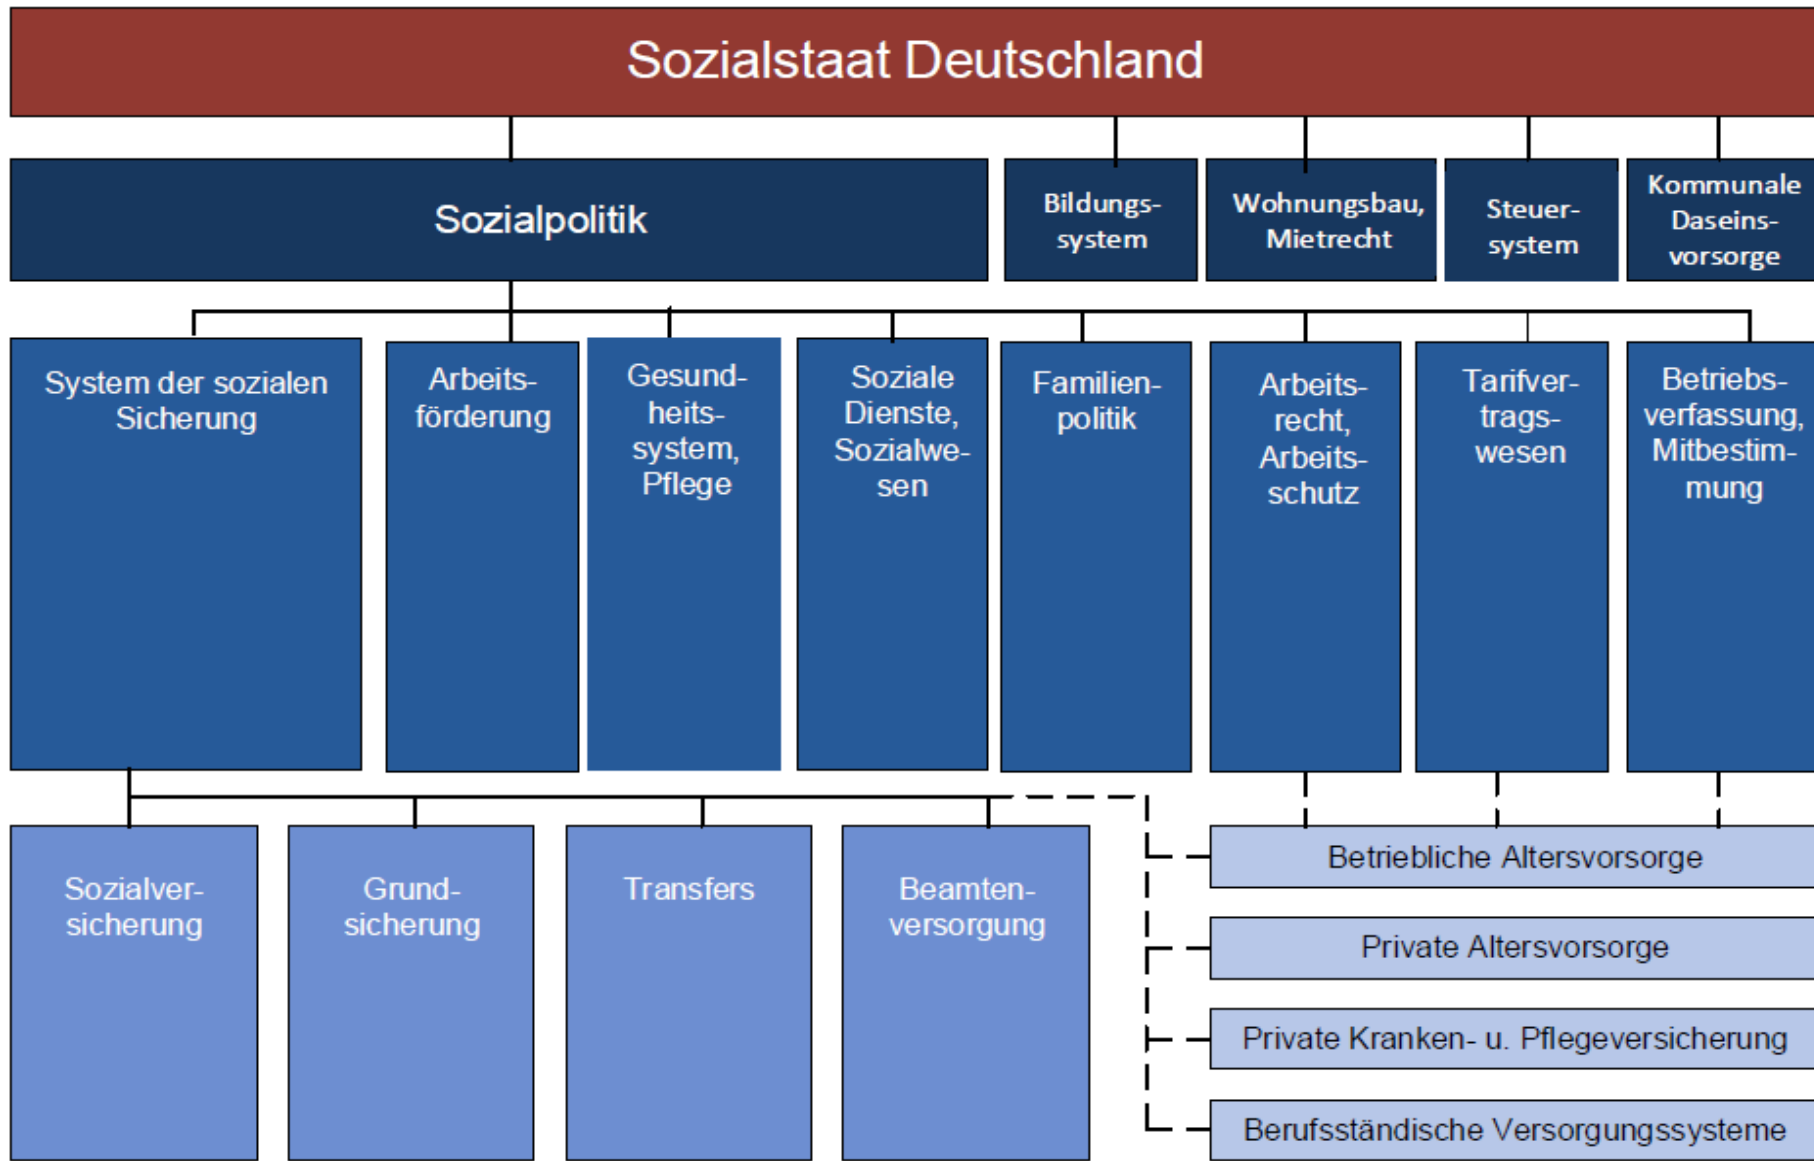 Sozialstaat Deutschland
Sozialpolitik
Bildungs-
system
Wohnungsbau,
Mietrecht
Steuer-
system
Kommunale
Daseins-
vorsorge
System der sozialen
Sicherung
Arbeits-
förderung
Gesund-
heits-
system,
Pflege
Soziale
Dienste,
Sozialwe-
sen
Familien-
politik
Arbeits-
recht,
Arbeits-
schutz
Tarifver-
trags-
wesen
Betriebs-
verfassung,
Mitbestim-
mung
Sozialver-
sicherung
Grund-
sicherung
Transfers
Beamten-
versorgung
Betriebliche Altersvorsorge
Private Altersvorsorge
Private Kranken- u. Pflegeversicherung
Berufsständische Versorgungssysteme